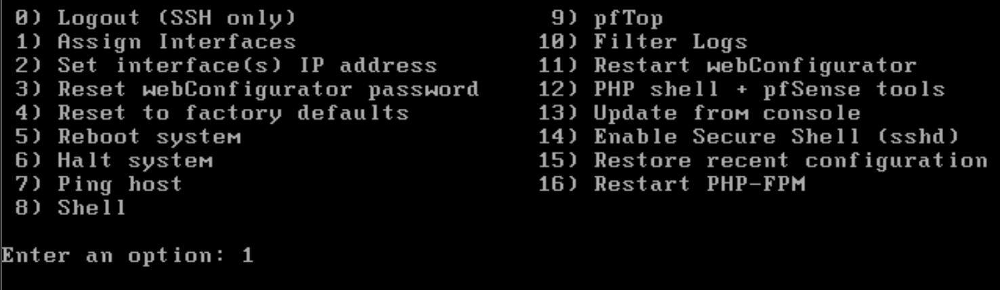 0) Logout (SSH only)                  9) pfTop
1) Assign Interfaces                 10) Filter Logs
2) Set interface(s) IP address       11) Restart webConfigurator
3) Reset webConfigurator password    12) PHP shell + pfSense tools
4) Reset to factory defaults         13) Update from console
5) Reboot system                     14) Enable Secure Shell (sshd)
6) Halt system                       15) Restore recent configuration
7) Ping host                         16) Restart PHP-FPM
8) Shell
Enter an option: 1